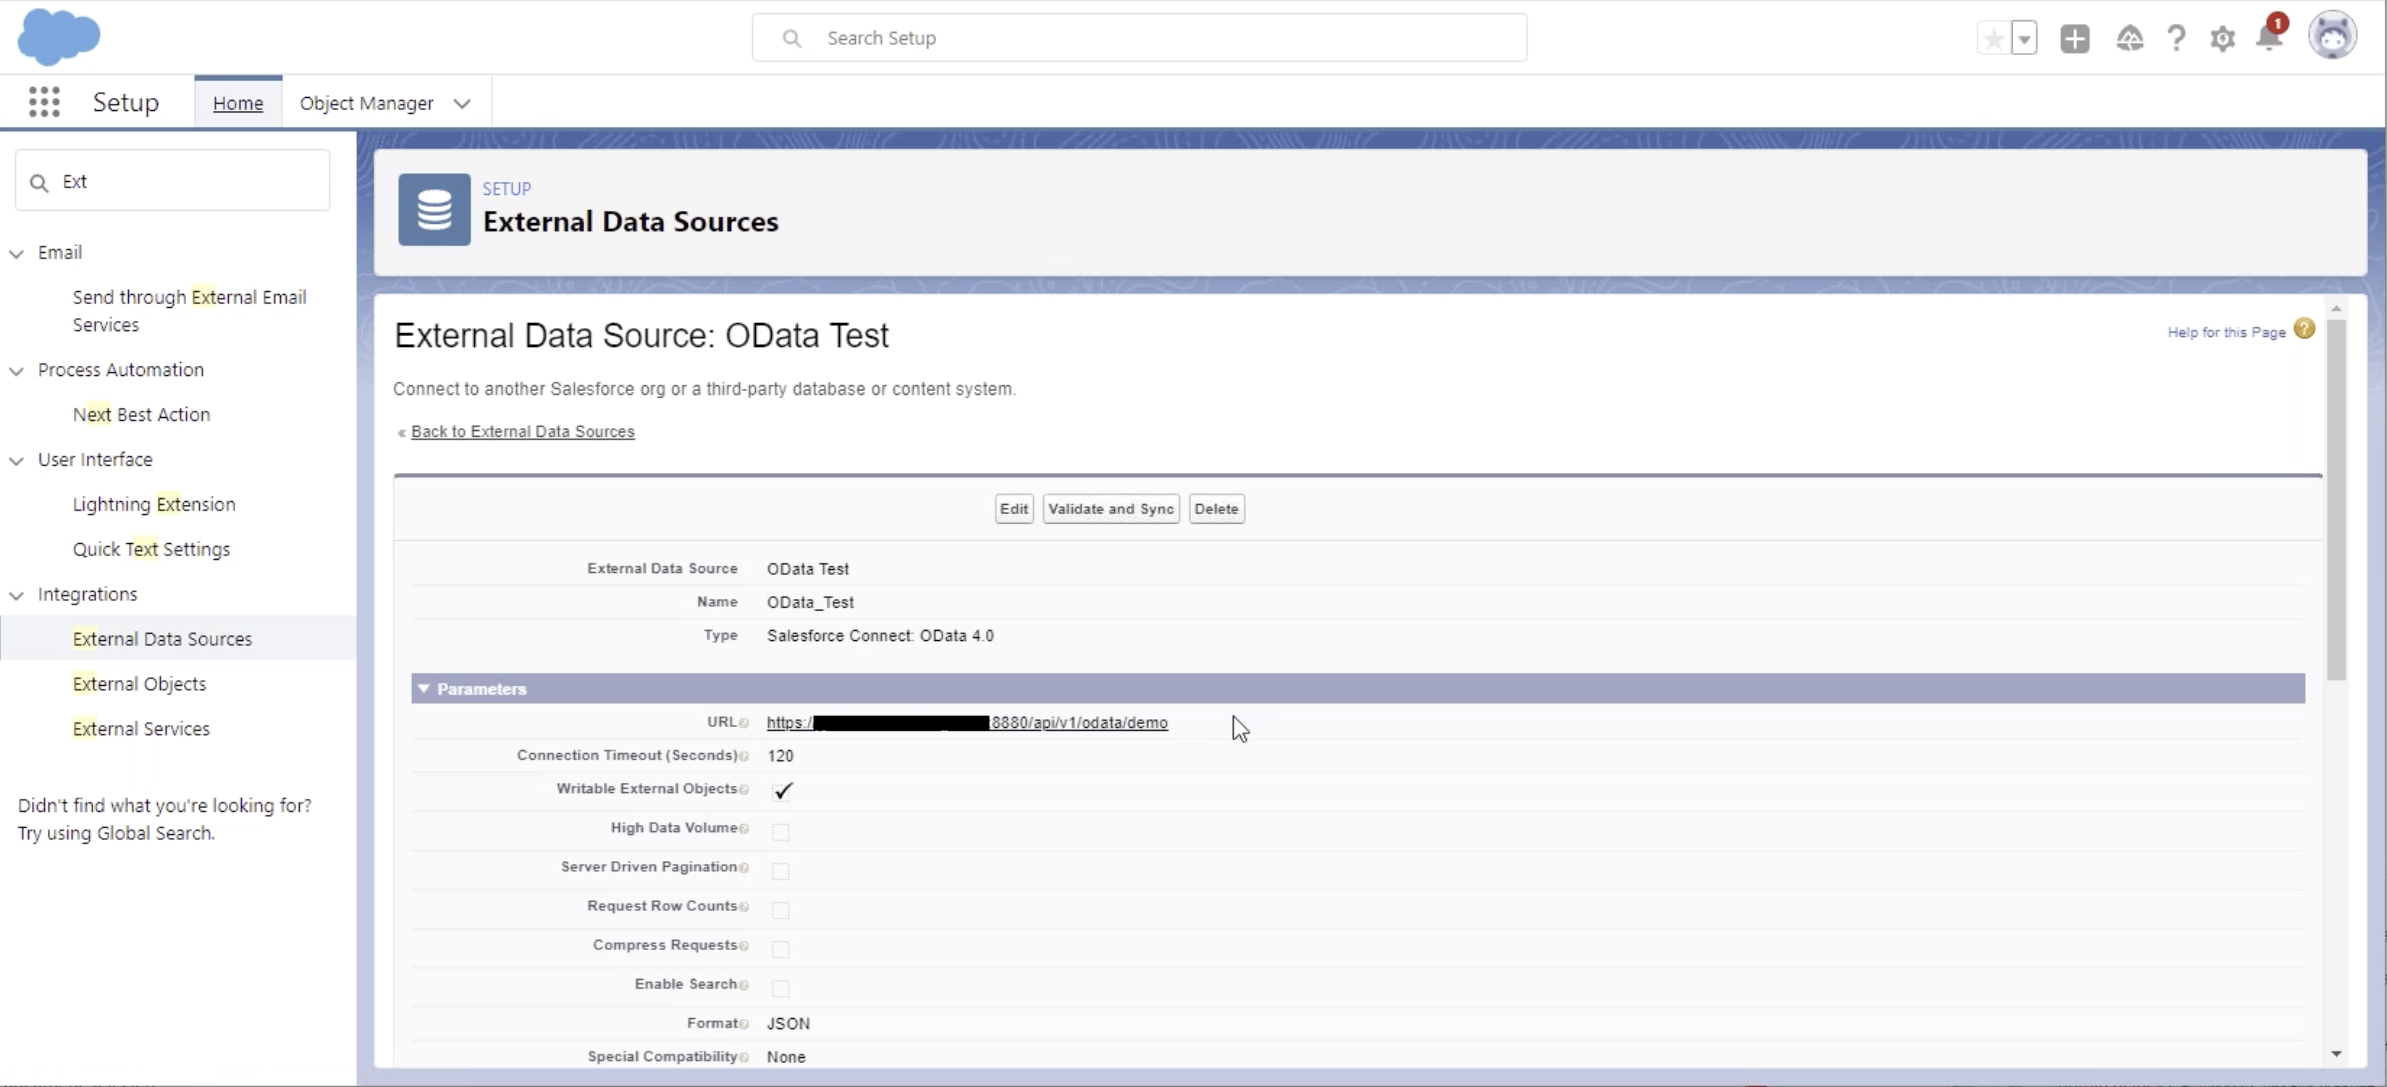 Search Setup
1
Setup
Home
Object Manager
Ext
Email
Send through External Email
Services
Process Automation
Next Best Action
User Interface
Lightning Extension
Quick Text Settings
Integrations
External Data Sources
External Objects
External Services
Didn't find what you're looking for?
Try using Global Search.
SETUP
External Data Sources
External Data Source: OData Test
Help for this Page ?
Connect to another Salesforce org or a third-party database or content system.
« Back to External Data Sources
Edit Validate and Sync Delete
External Data Source OData Test
Name OData_Test
Type Salesforce Connect: OData 4.0
Parameters
URL https:/ :8880/api/v1/odata/demo
Connection Timeout (Seconds) 120
Writable External Objects ✓
High Data Volume
Server Driven Pagination
Request Row Counts
Compress Requests
Enable Search
Format JSON
Special Compatibility None